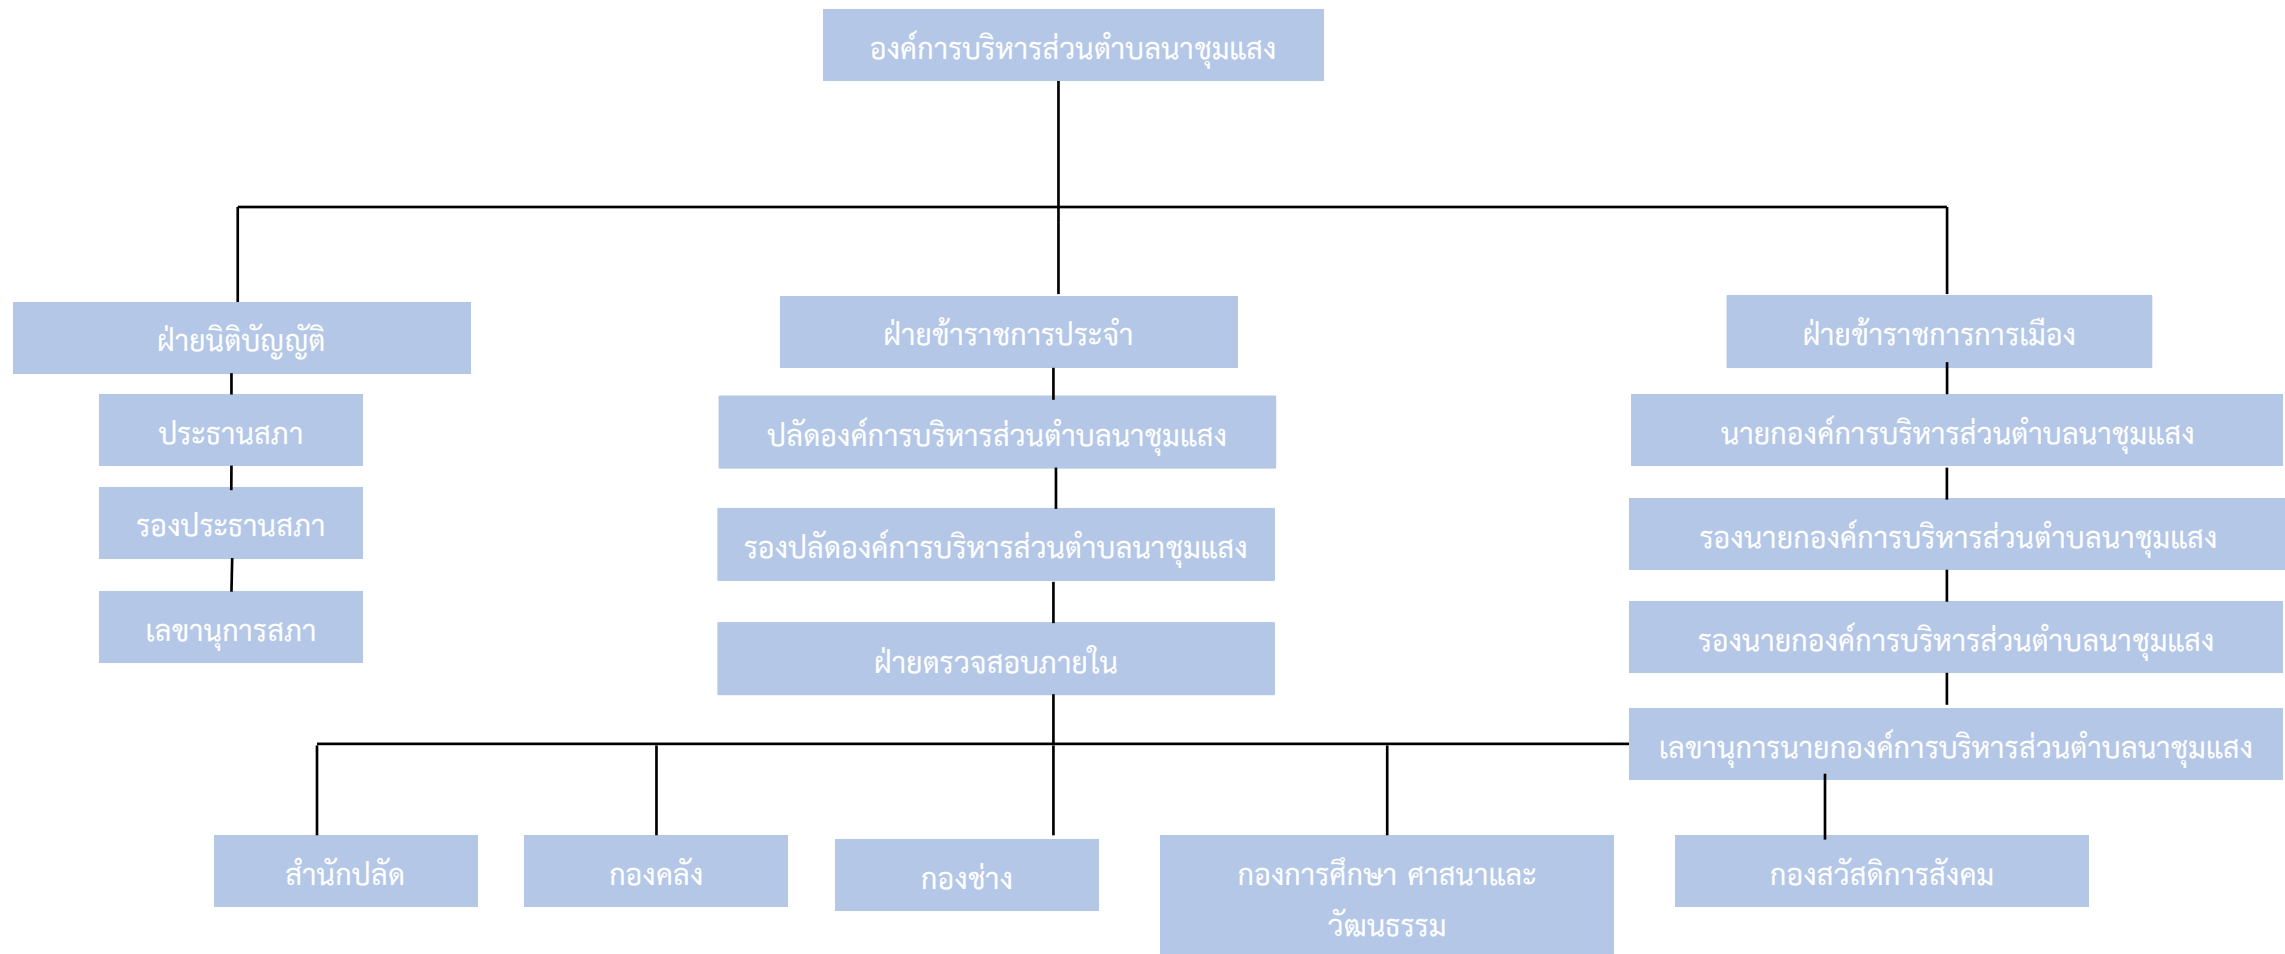 องค์การบริหารส่วนตำบลนาชุมแสง
ฝ่ายนิติบัญญัติ
ประธานสภา
รองประธานสภา
เลขานุการสภา
ฝ่ายข้าราชการประจำ
ปลัดองค์การบริหารส่วนตำบลนาชุมแสง
รองปลัดองค์การบริหารส่วนตำบลนาชุมแสง
ฝ่ายตรวจสอบภายใน
ฝ่ายข้าราชการการเมือง
นายกองค์การบริหารส่วนตำบลนาชุมแสง
รองนายกองค์การบริหารส่วนตำบลนาชุมแสง
รองนายกองค์การบริหารส่วนตำบลนาชุมแสง
เลขานุการนายกองค์การบริหารส่วนตำบลนาชุมแสง
สำนักปลัด
กองคลัง
กองช่าง
กองการศึกษา ศาสนาและ
วัฒนธรรม
กองสวัสดิการสังคม